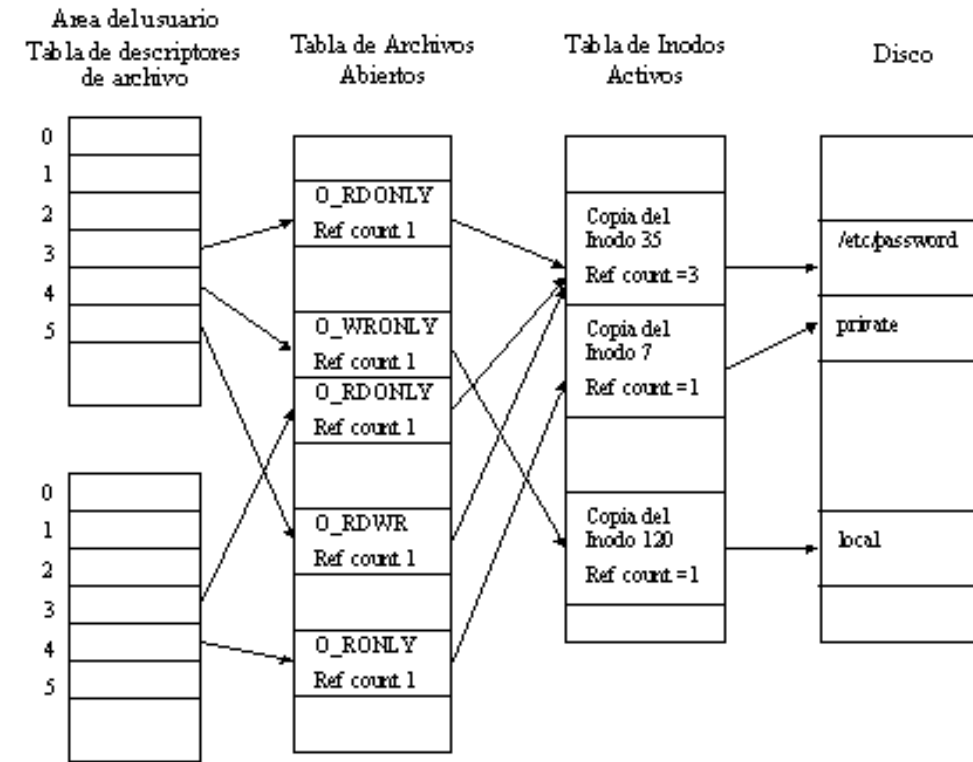 Area del usuario
Tabla de descriptores
de archivo
0
1
2
3
4
5
0
1
2
3
4
5
Tabla de Archivos
Abiertos
O_RDONLY
Ref count 1
O_WRONLY
Ref count 1
O_RDONLY
Ref count 1
O_RDWR
Ref count 1
O_RONLY
Ref count 1
Tabla de Inodos
Activos
Copia del
Inodo 35
Ref count =3
Copia del
Inodo 7
Ref count =1
Copia del
Inodo 120
Ref count =1
Disco
/etc/password
private
local